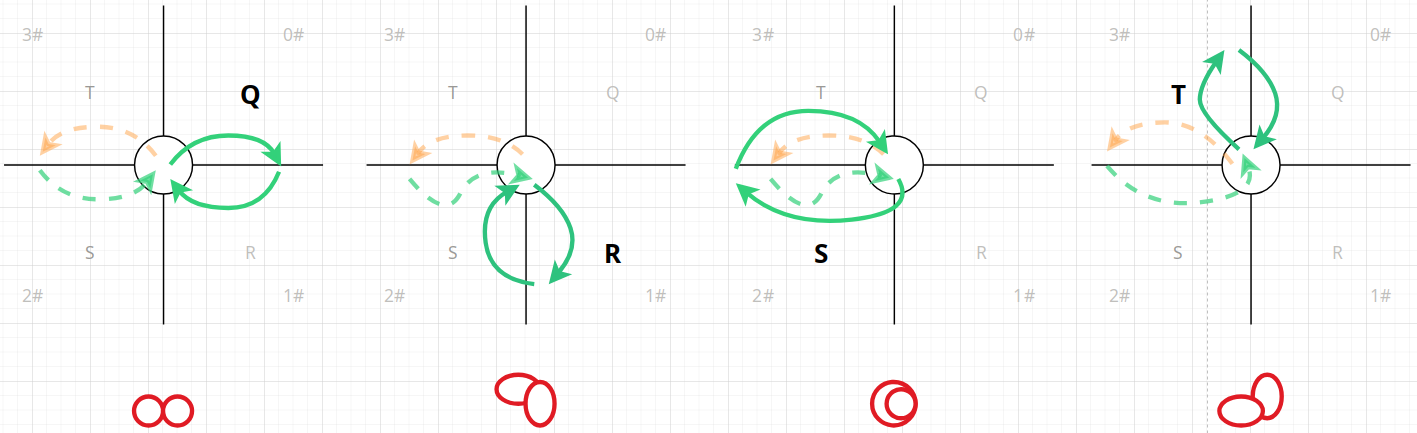 3# 0# 3# 0# 3# 0# 3# 0#
T Q T Q T Q T Q
S R S R S R S R
2# 1# 2# 1# 2# 1# 2# 1#